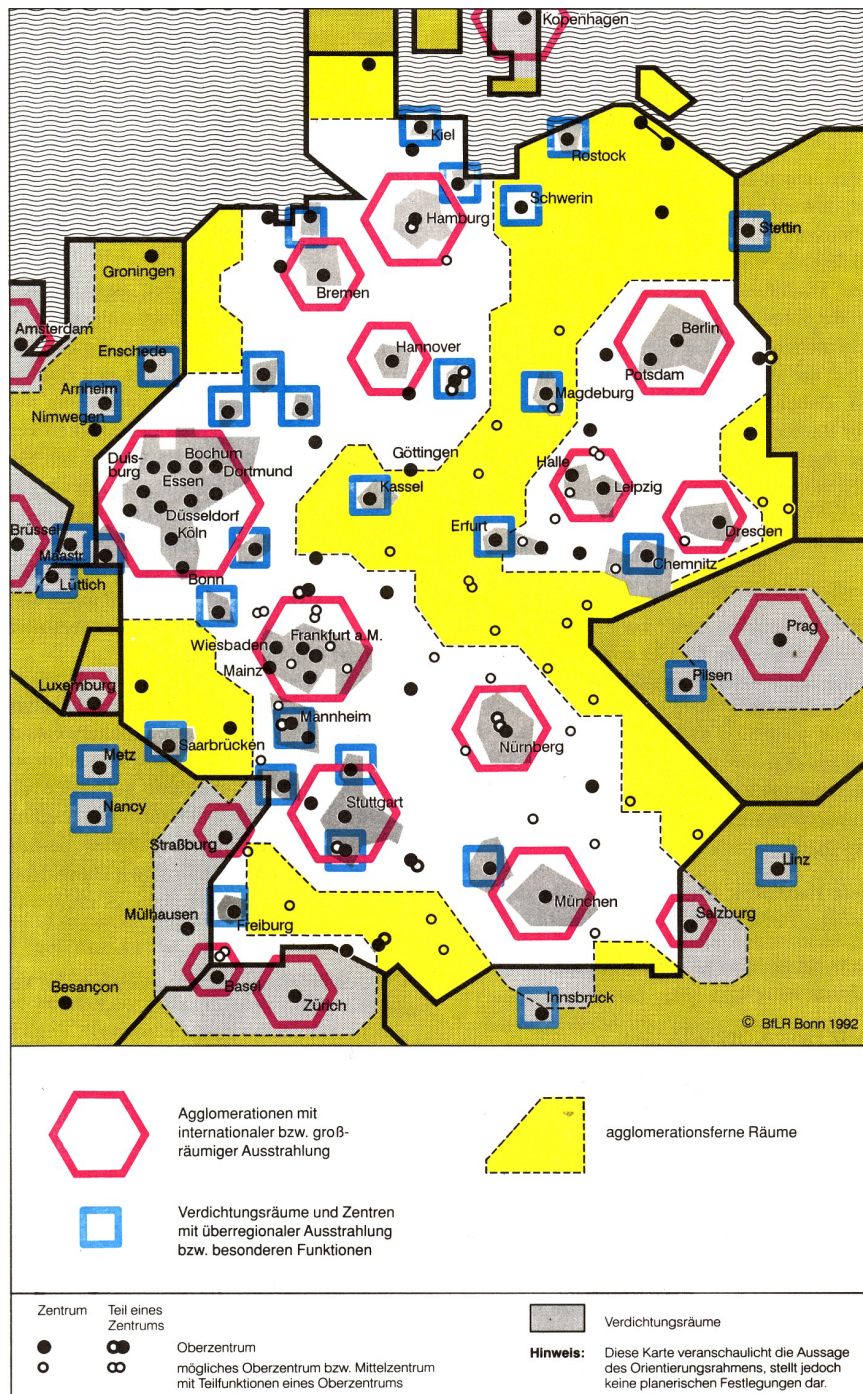 Kopenhagen
Kiel
Rostock
Schwerin
Hamburg
Stettin
Groningen
Bremen
Amsterdam
Berlin
Enschede
Hannover
Potsdam
Arnheim
Magdeburg
Nimwegen
Göttingen
Duis-
burg
Bochum
Dortmund
Essen
Halle
Leipzig
Kassel
Düsseldorf
Brüssel
Köln
Erfurt
Dresden
Maastr.
Chemnitz
Lüttich
Bonn
Prag
Wiesbaden
Frankfurt a.M.
Mainz
Luxemburg
Pilsen
Mannheim
Nürnberg
Saarbrücken
Metz
Nancy
Stuttgart
Straßburg
Linz
München
Mülhausen
Freiburg
Salzburg
Besançon
Basel
Zürich
Innsbruck
© BfLR Bonn 1992
Agglomerationen mit
internationaler bzw. groß-
räumiger Ausstrahlung
agglomerationsferne Räume
Verdichtungsräume und Zentren
mit überregionaler Ausstrahlung
bzw. besonderen Funktionen
Zentrum
Teil eines
Zentrums
Oberzentrum
mögliches Oberzentrum bzw. Mittelzentrum
mit Teilfunktionen eines Oberzentrums
Verdichtungsräume
Hinweis: Diese Karte veranschaulicht die Aussage
des Orientierungsrahmens, stellt jedoch
keine planerischen Festlegungen dar.